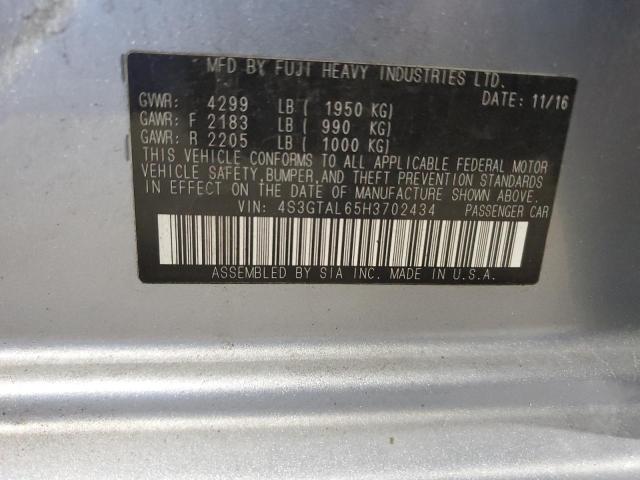 MFD BY FUJI HEAVY INDUSTRIES LTD.
GVWR: 4299 LB ( 1950 KG) DATE: 11/16
GAWR: F 2183 LB ( 990 KG)
GAWR: R 2205 LB ( 1000 KG)
THIS VEHICLE CONFORMS TO ALL APPLICABLE FEDERAL MOTOR
VEHICLE SAFETY, BUMPER, AND THEFT PREVENTION STANDARDS
IN EFFECT ON THE DATE OF MANUFACTURE SHOWN ABOVE.
VIN: 4S3GTAL65H3702434 PASSENGER CAR
ASSEMBLED BY SIA INC. MADE IN U.S.A.